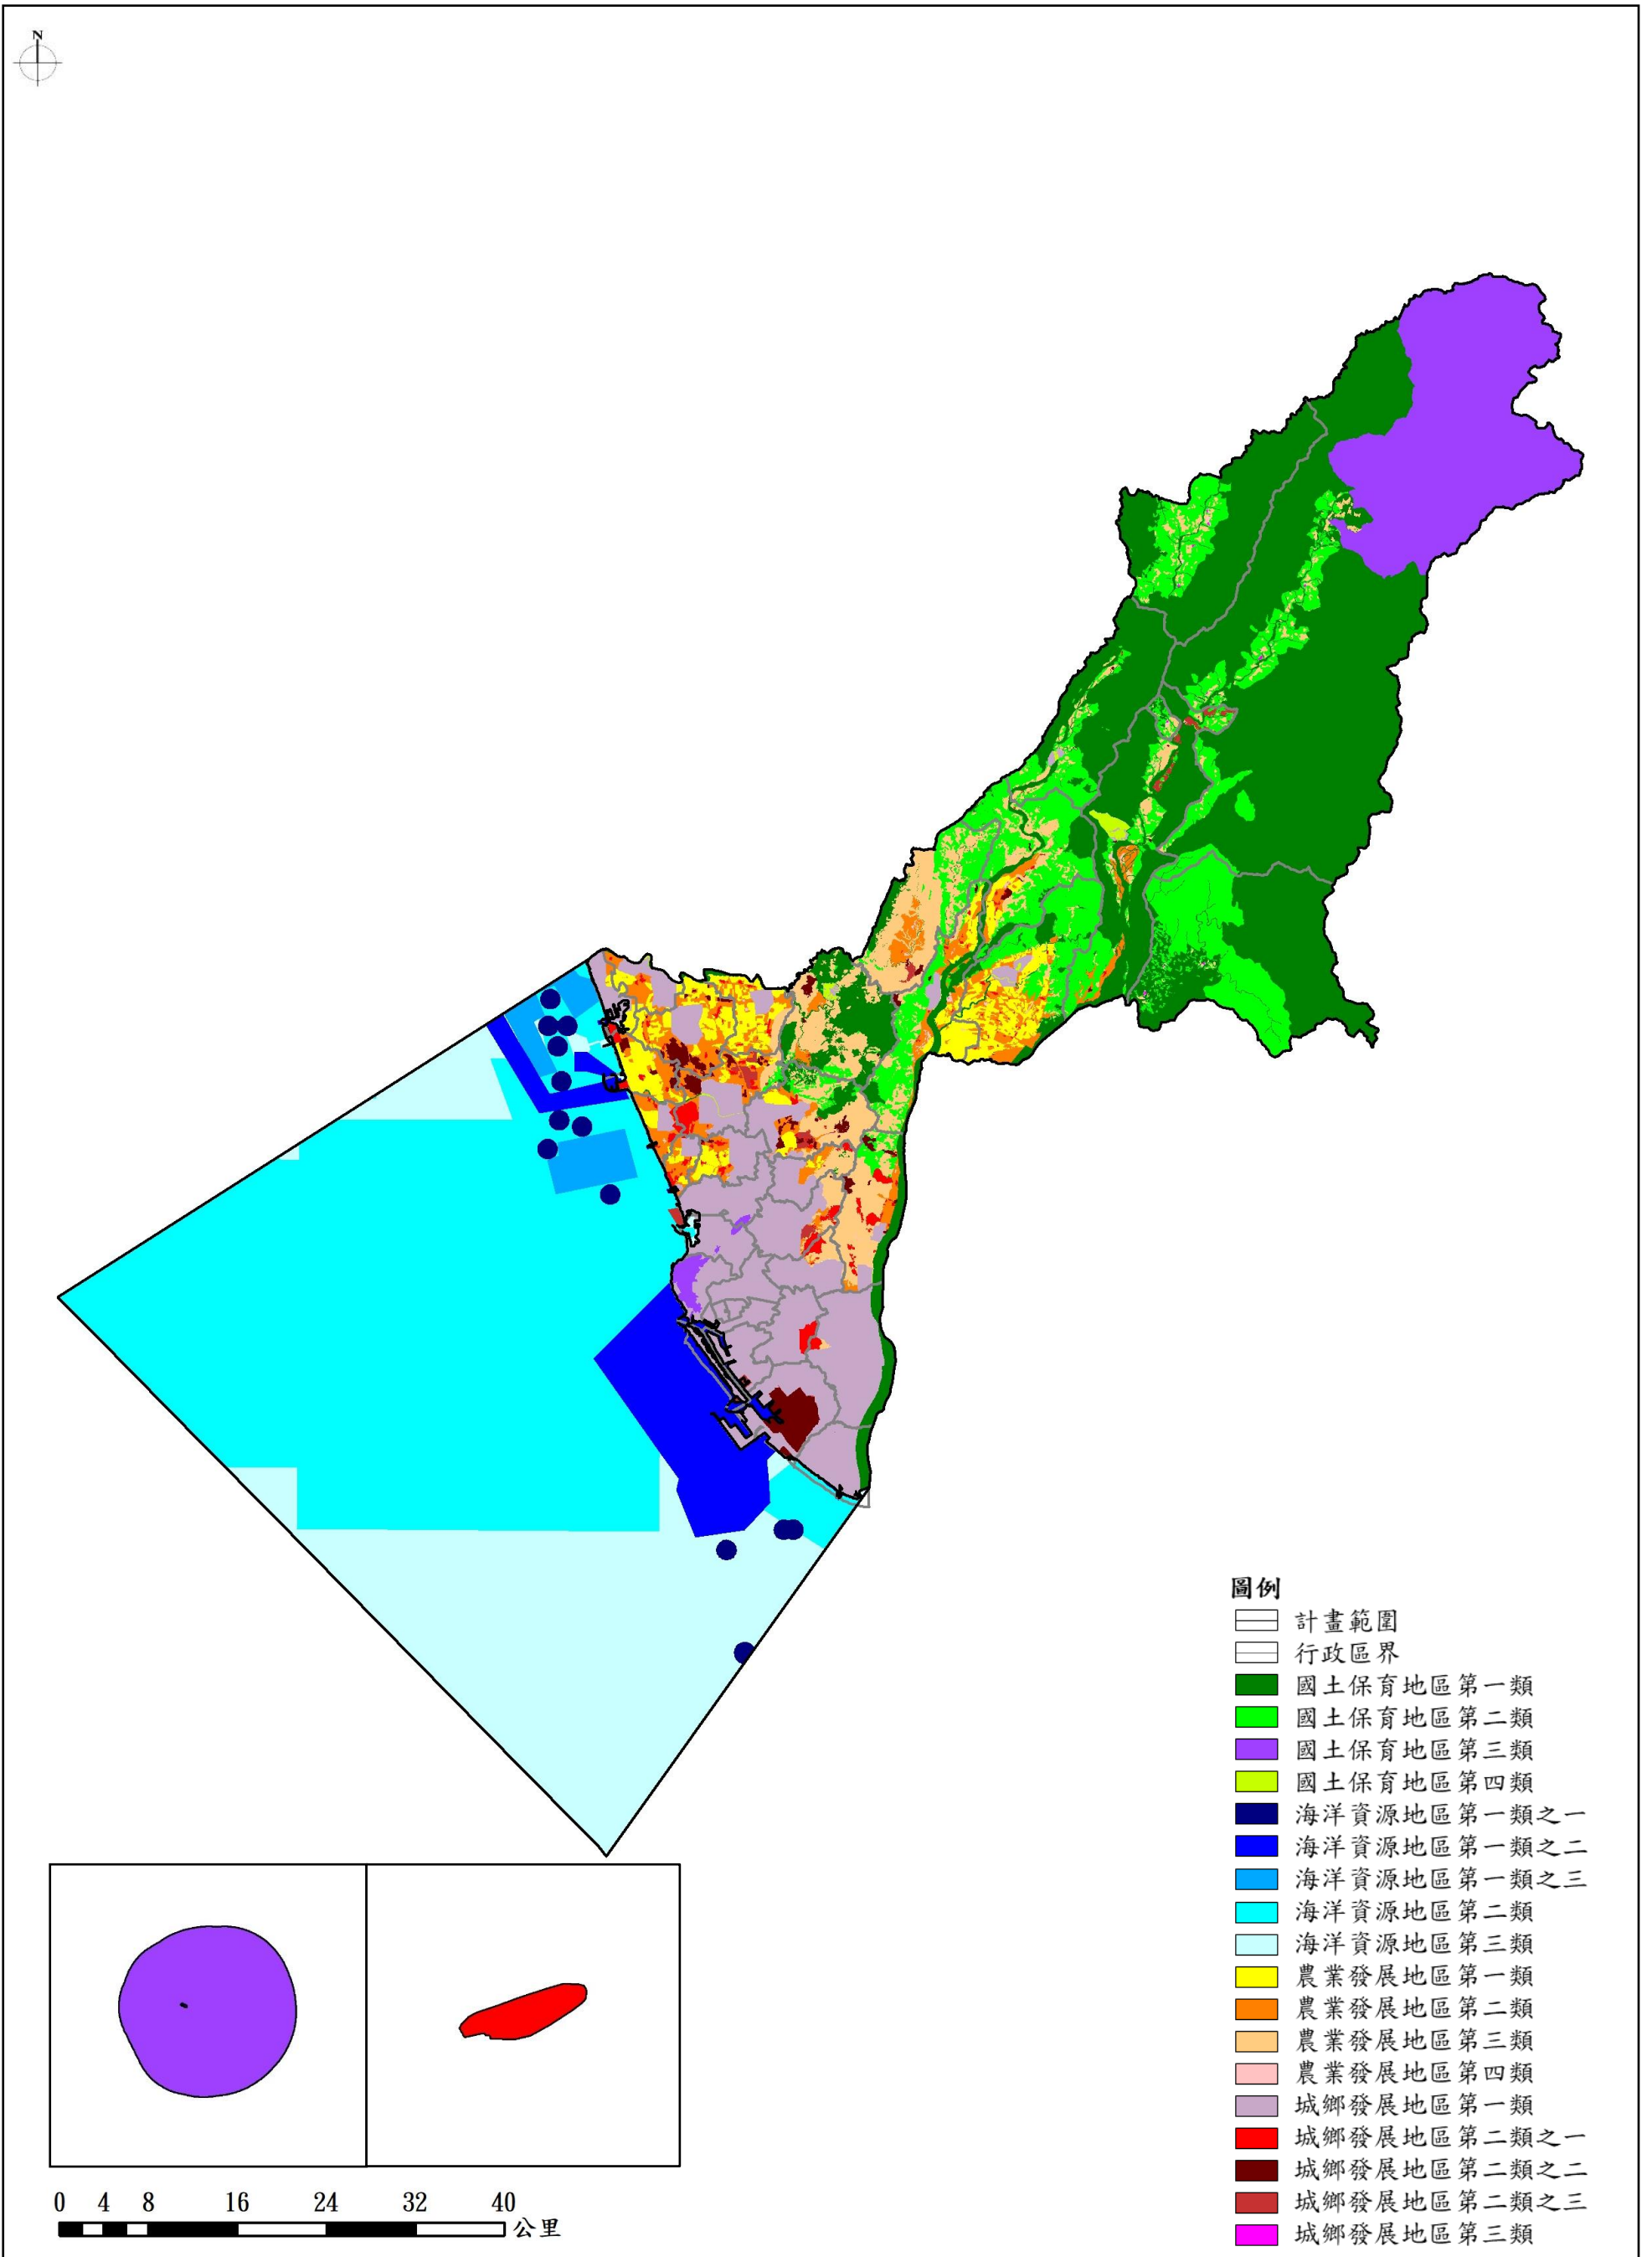 N
圖例
計畫範圍
行政區界
國土保育地區第一類
國土保育地區第二類
國土保育地區第三類
國土保育地區第四類
海洋資源地區第一類之一
海洋資源地區第一類之二
海洋資源地區第一類之三
海洋資源地區第二類
海洋資源地區第三類
農業發展地區第一類
農業發展地區第二類
農業發展地區第三類
農業發展地區第四類
城鄉發展地區第一類
城鄉發展地區第二類之一
城鄉發展地區第二類之二
城鄉發展地區第二類之三
城鄉發展地區第三類
0 4 8 16 24 32 40
公里